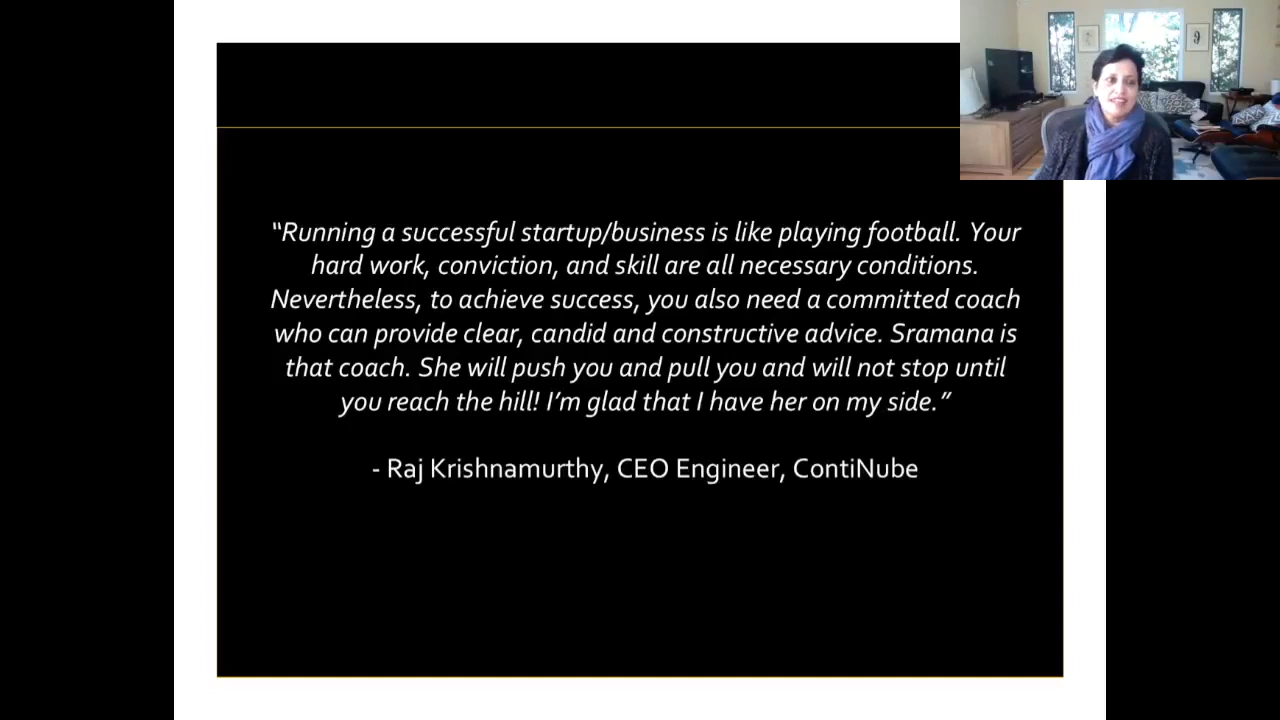 “Running a successful startup/business is like playing football. Your
hard work, conviction, and skill are all necessary conditions.
Nevertheless, to achieve success, you also need a committed coach
who can provide clear, candid and constructive advice. Sramana is
that coach. She will push you and pull you and will not stop until
you reach the hill! I’m glad that I have her on my side.”
- Raj Krishnamurthy, CEO Engineer, ContiNube